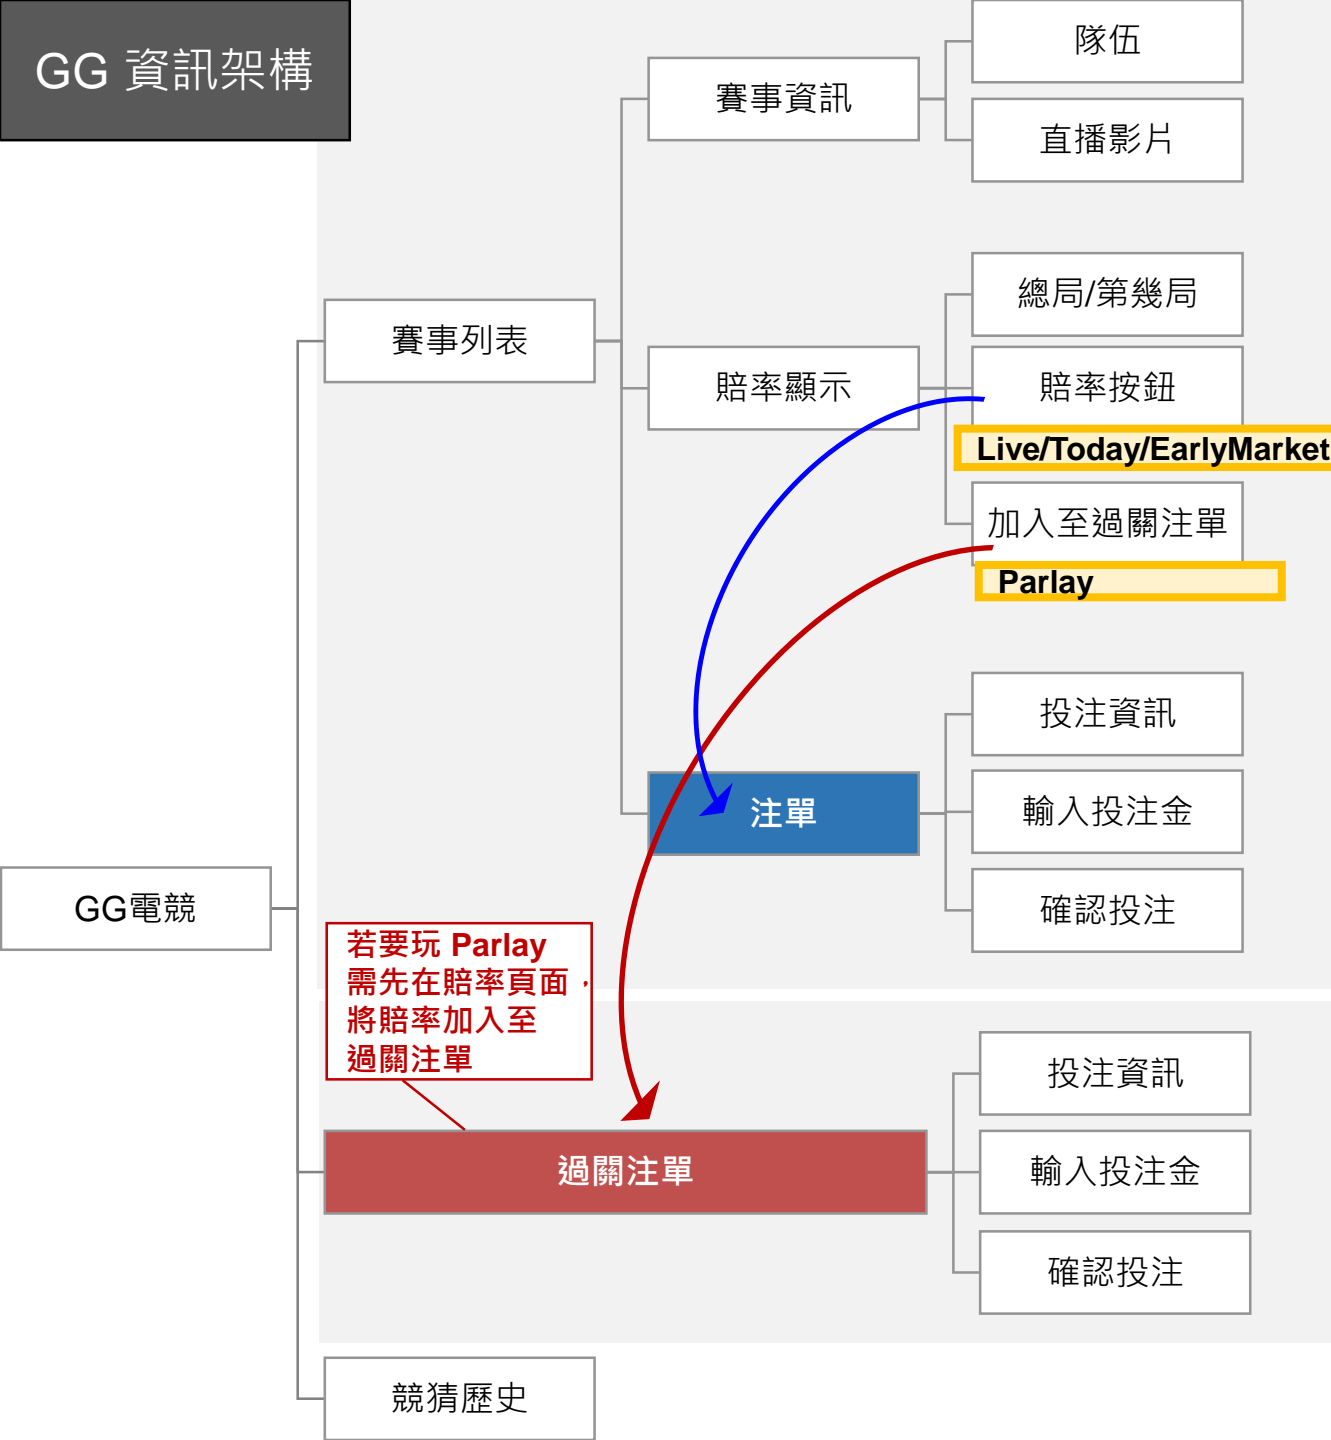 GG 資訊架構
隊伍
賽事資訊
直播影片
總局/第幾局
賽事列表
賠率顯示
賠率按鈕
Live/Today/EarlyMarket
加入至過關注單
Parlay
投注資訊
注單
輸入投注金
確認投注
GG電競
若要玩 Parlay
需先在賠率頁面，
將賠率加入至
過關注單
投注資訊
過關注單
輸入投注金
確認投注
競猜歷史